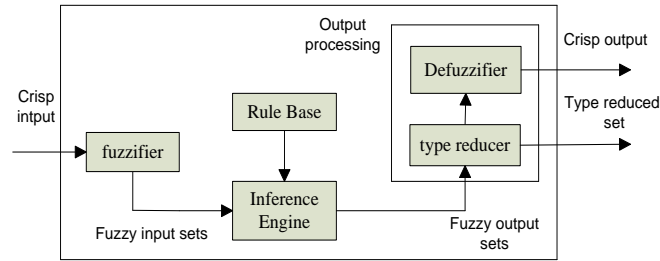 Output
processing
Crisp output
Defuzzifier
Crisp
intput
Rule Base
Type reduced
set
fuzzifier
type reducer
Inference
Engine
Fuzzy input sets
Fuzzy output
sets